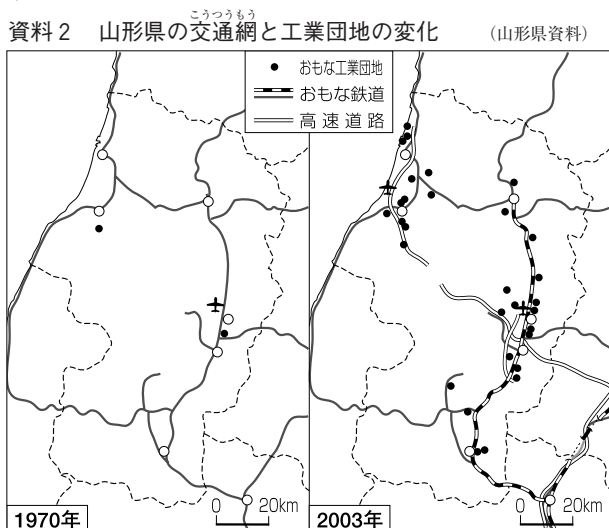 こうつうもう
資料2 山形県の交通網と工業団地の変化 (山形県資料)
おもな工業団地
おもな鉄道
高速道路
1970年
0 20km
2003年
0 20km